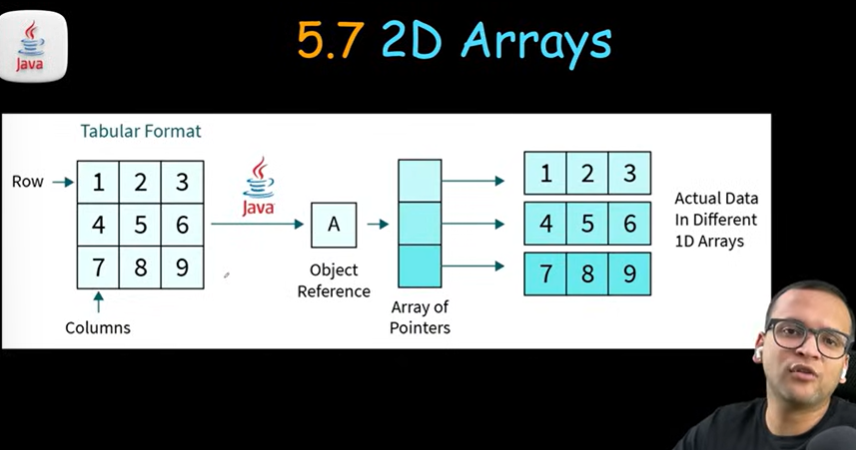 Java
5.7 2D Arrays
Tabular Format
Row
1 2 3
4 5 6
7 8 9
Columns
Java
A
Object
Reference
Array of
Pointers
1 2 3
4 5 6
7 8 9
Actual Data
In Different
1D Arrays